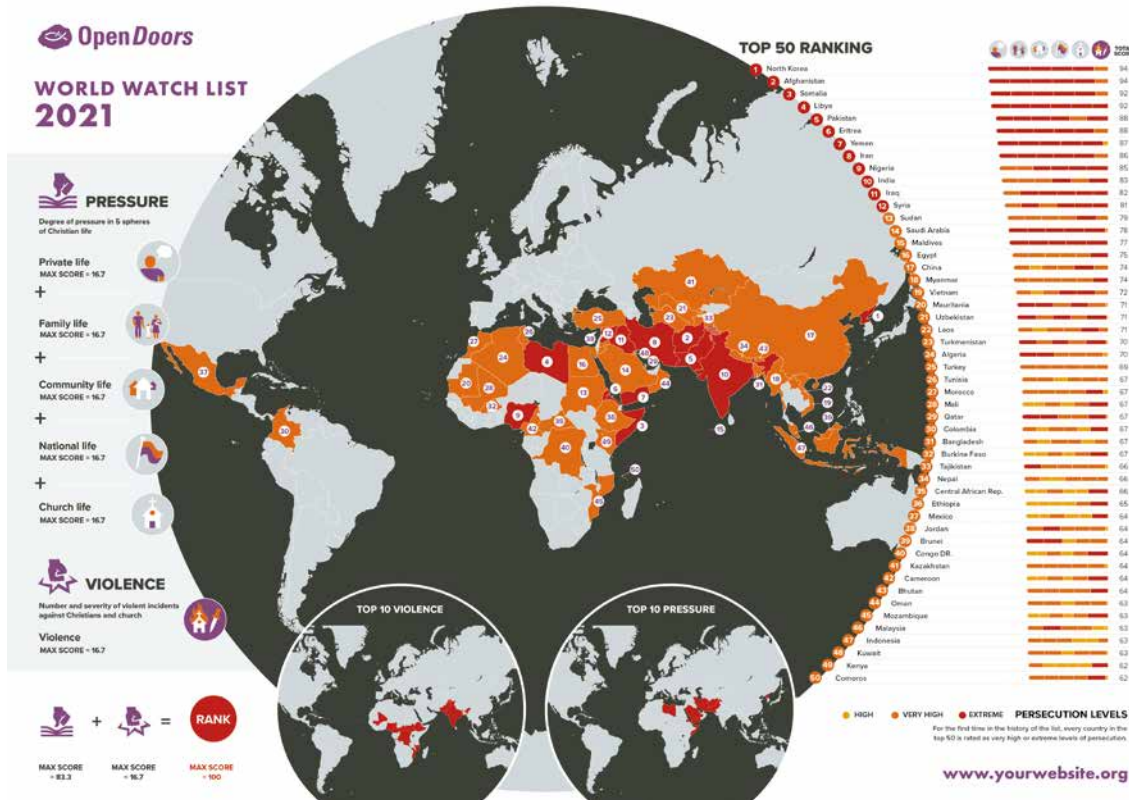 Open Doors
WORLD WATCH LIST
2021
PRESSURE
Degree of pressure in 5 spheres
of Christian life
Private life
MAX SCORE = 16.7
+
Family life
MAX SCORE = 16.7
+
Community life
MAX SCORE = 16.7
+
National life
MAX SCORE = 16.7
+
Church life
MAX SCORE = 16.7
VIOLENCE
Number and severity of violent incidents
against Christians and church
Violence
MAX SCORE = 16.7
+ = RANK
MAX SCORE
= 83.3
MAX SCORE
= 16.7
MAX SCORE
= 100
TOP 10 VIOLENCE
TOP 10 PRESSURE
TOP 50 RANKING
TOTAL
SCORE
1 North Korea 94
2 Afghanistan 94
3 Somalia 92
4 Libya 92
5 Pakistan 88
6 Eritrea 88
7 Yemen 87
8 Iran 86
9 Nigeria 85
10 India 83
11 Iraq 82
12 Syria 81
13 Sudan 79
14 Saudi Arabia 78
15 Maldives 77
16 Egypt 75
17 China 74
18 Myanmar 74
19 Vietnam 72
20 Mauritania 71
21 Uzbekistan 71
22 Laos 71
23 Turkmenistan 70
24 Algeria 70
25 Turkey 69
26 Tunisia 67
27 Morocco 67
28 Mali 67
29 Qatar 67
30 Colombia 67
31 Bangladesh 67
32 Burkina Faso 67
33 Tajikistan 66
34 Nepal 66
35 Central African Rep. 66
36 Ethiopia 65
37 Mexico 64
38 Jordan 64
39 Brunei 64
40 Congo DR. 64
41 Kazakhstan 64
42 Cameroon 64
43 Bhutan 64
44 Oman 63
45 Mozambique 63
46 Malaysia 63
47 Indonesia 63
48 Kuwait 63
49 Kenya 62
50 Comoros 62
HIGH VERY HIGH EXTREME PERSECUTION LEVELS
For the first time in the history of the list, every country in the
top 50 is rated as very high or extreme levels of persecution.
www.yourwebsite.org